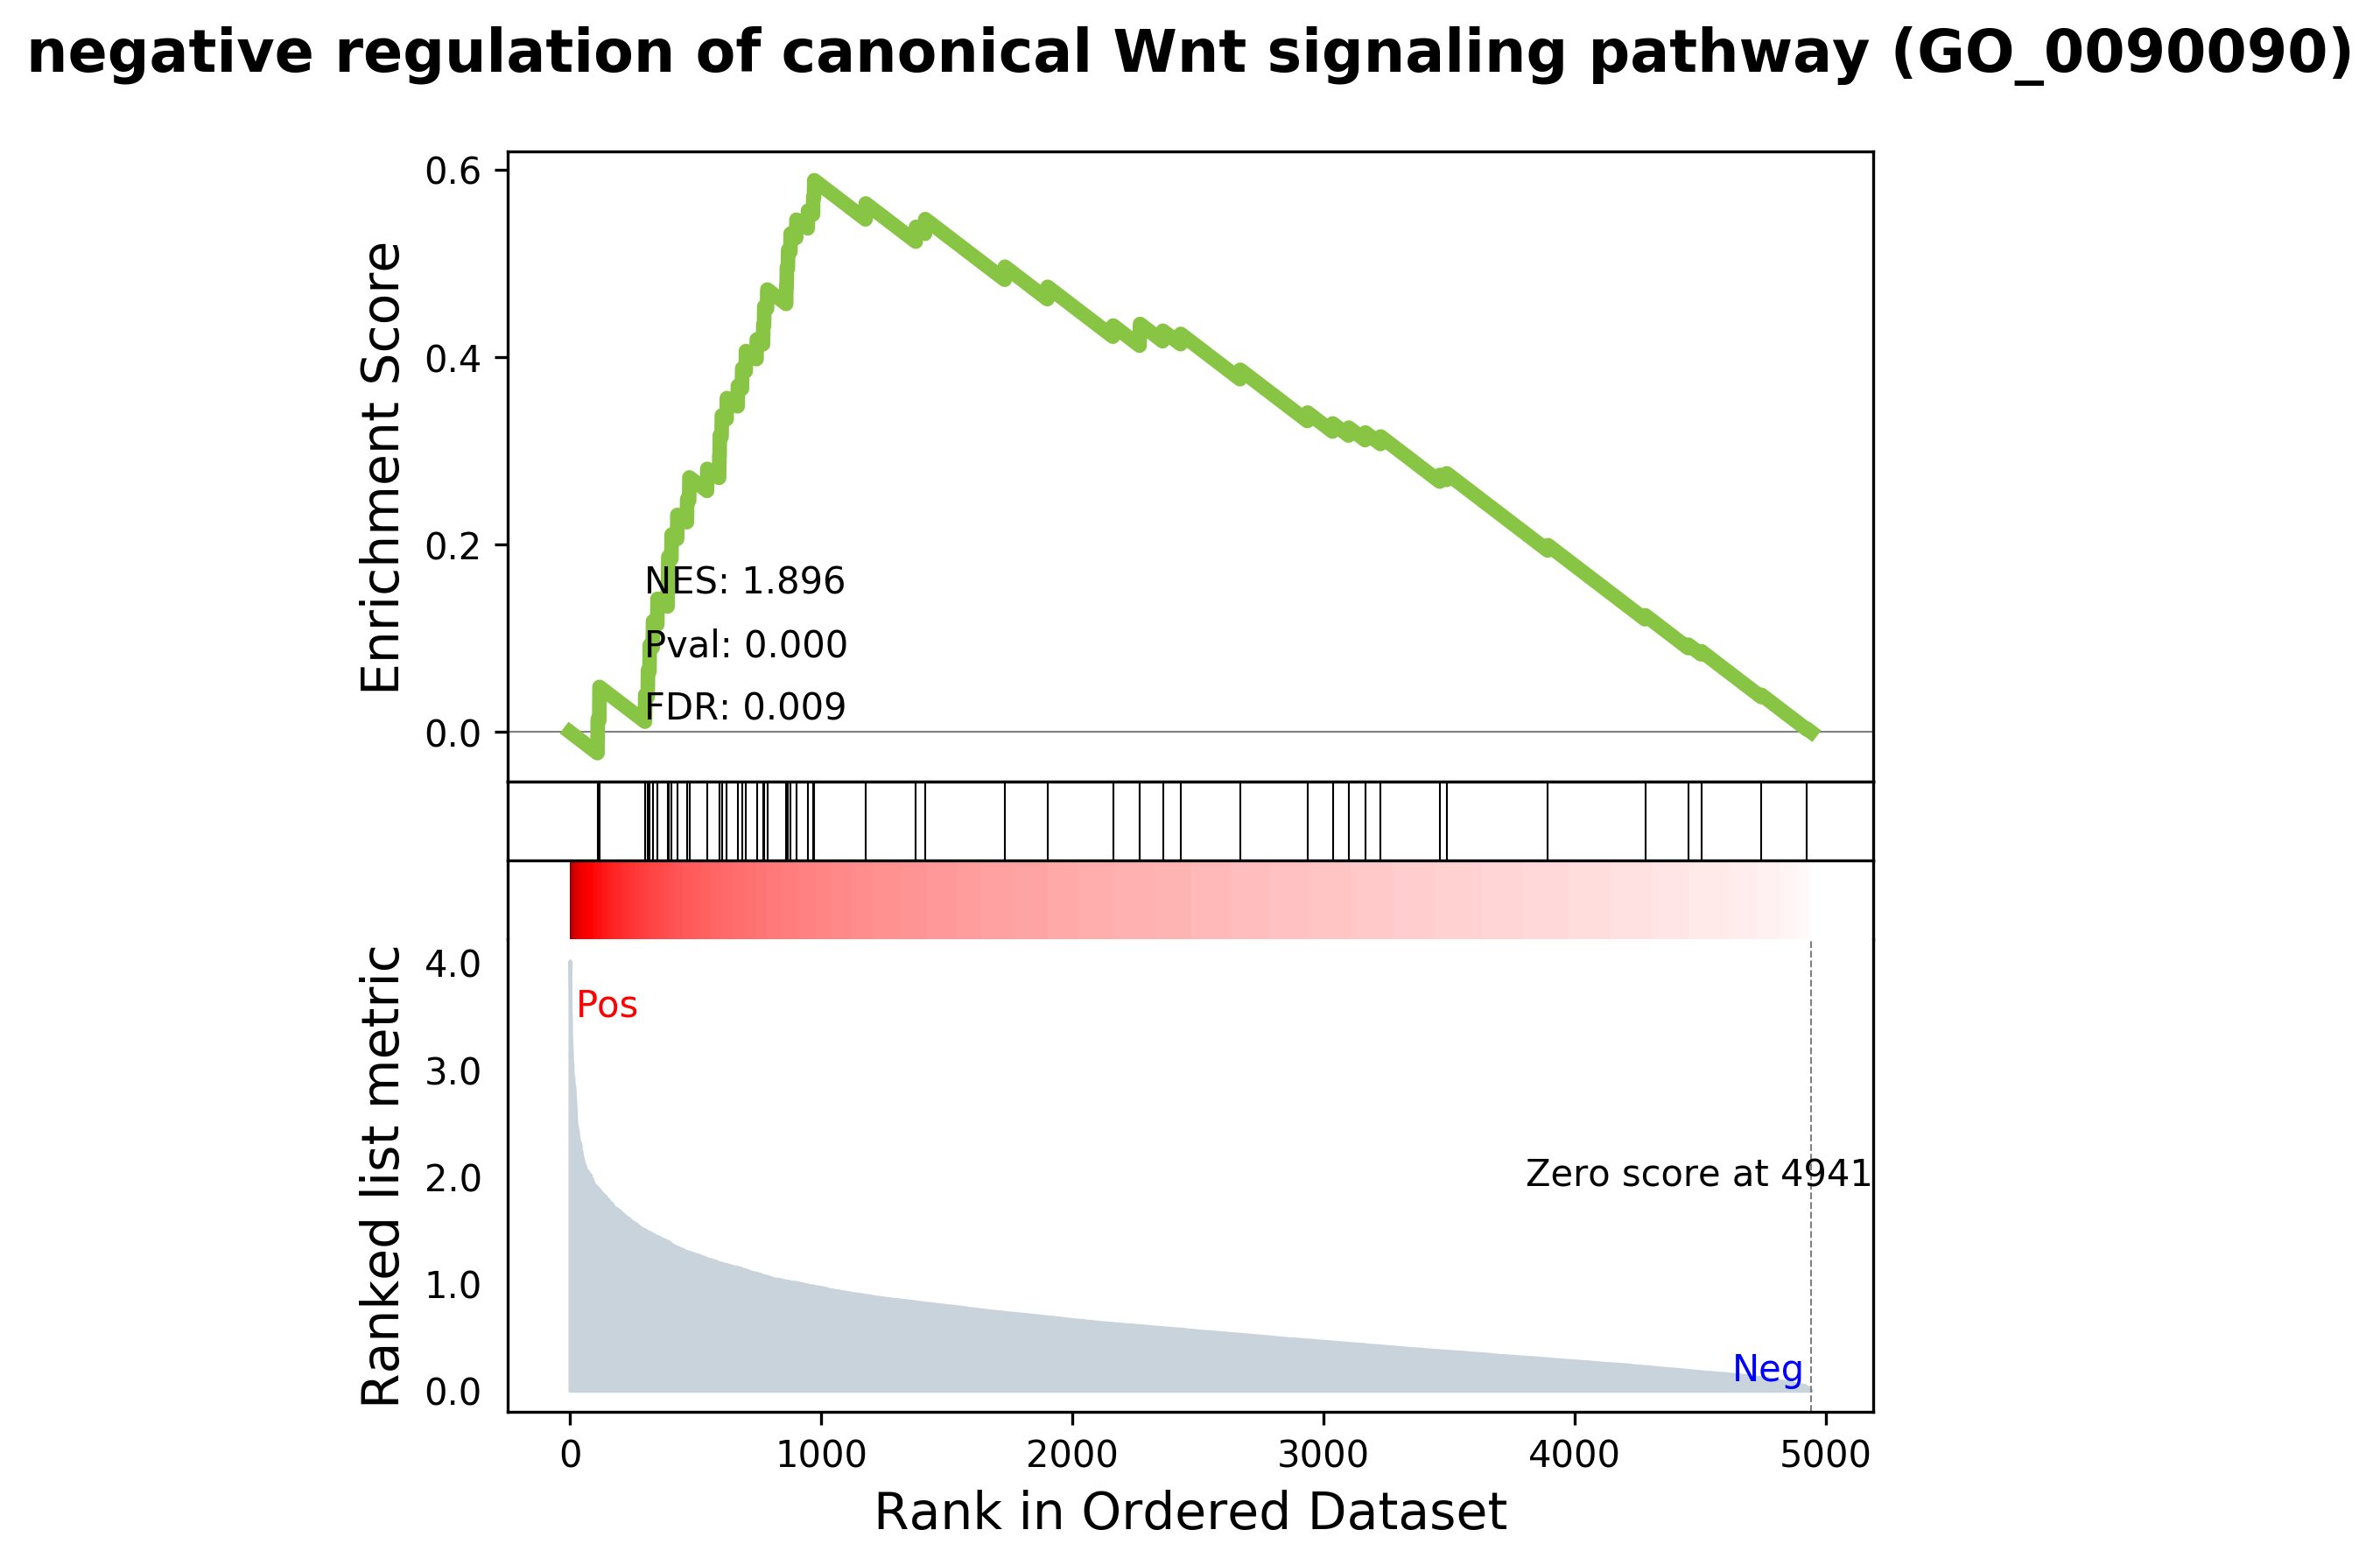 negative regulation of canonical Wnt signaling pathway (GO_0090090)
Enrichment Score
0.6
0.4
0.2
0.0
NES: 1.896
Pval: 0.000
FDR: 0.009
Ranked list metric
4.0
3.0
2.0
1.0
0.0
Pos
Zero score at 4941
Neg
0 1000 2000 3000 4000 5000
Rank in Ordered Dataset